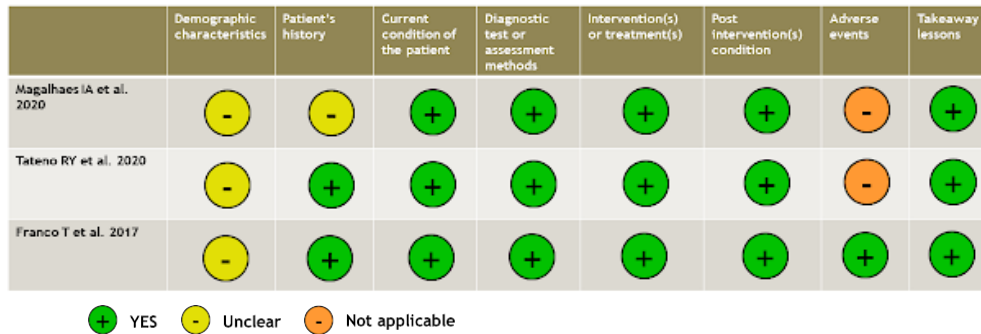 Demographic characteristics
Patient's history
Current condition of the patient
Diagnostic test or assessment methods
Intervention(s) or treatment(s)
Post intervention(s) condition
Adverse events
Takeaway lessons
Magalhaes IA et al. 2020
- - + + + + - +
Tateno RY et al. 2020
- + + + + + - +
Franco T et al. 2017
- + + + + + + +
+ YES - Unclear - Not applicable